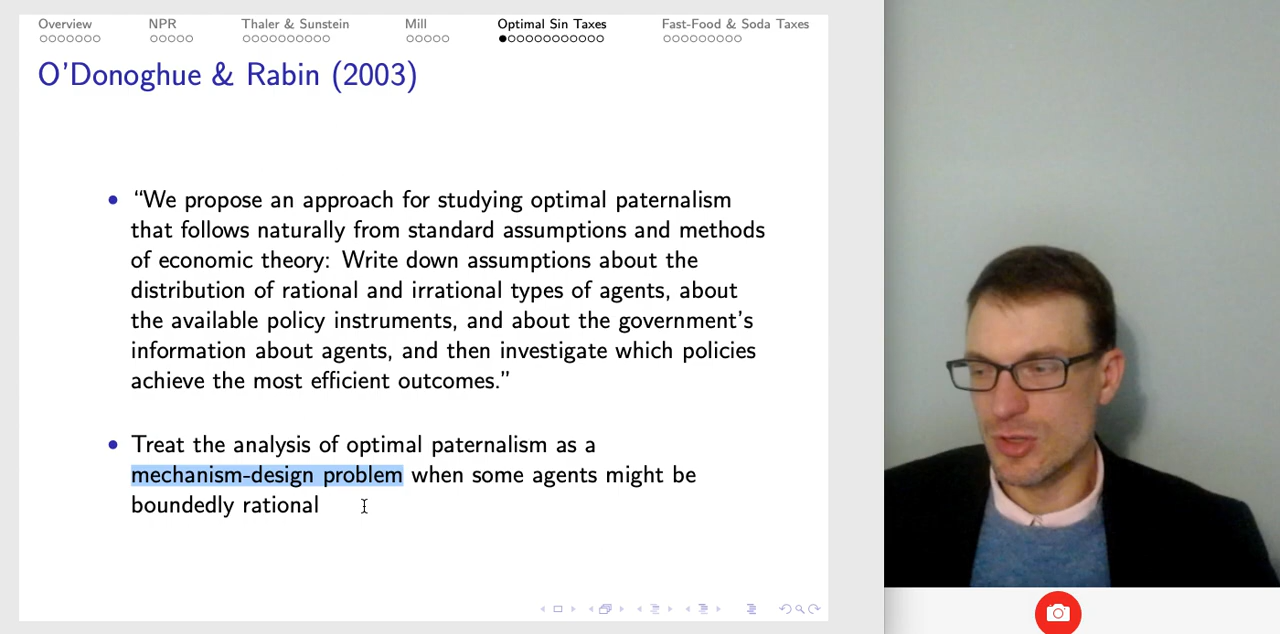 Overview NPR Thaler & Sunstein Mill Optimal Sin Taxes Fast-Food & Soda Taxes
O'Donoghue & Rabin (2003)
• “We propose an approach for studying optimal paternalism
that follows naturally from standard assumptions and methods
of economic theory: Write down assumptions about the
distribution of rational and irrational types of agents, about
the available policy instruments, and about the government's
information about agents, and then investigate which policies
achieve the most efficient outcomes.”
• Treat the analysis of optimal paternalism as a
mechanism-design problem when some agents might be
boundedly rational